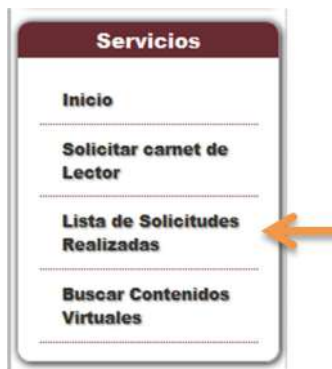 Servicios
Inicio
Solicitar carnet de
Lector
Lista de Solicitudes
Realizadas
Buscar Contenidos
Virtuales